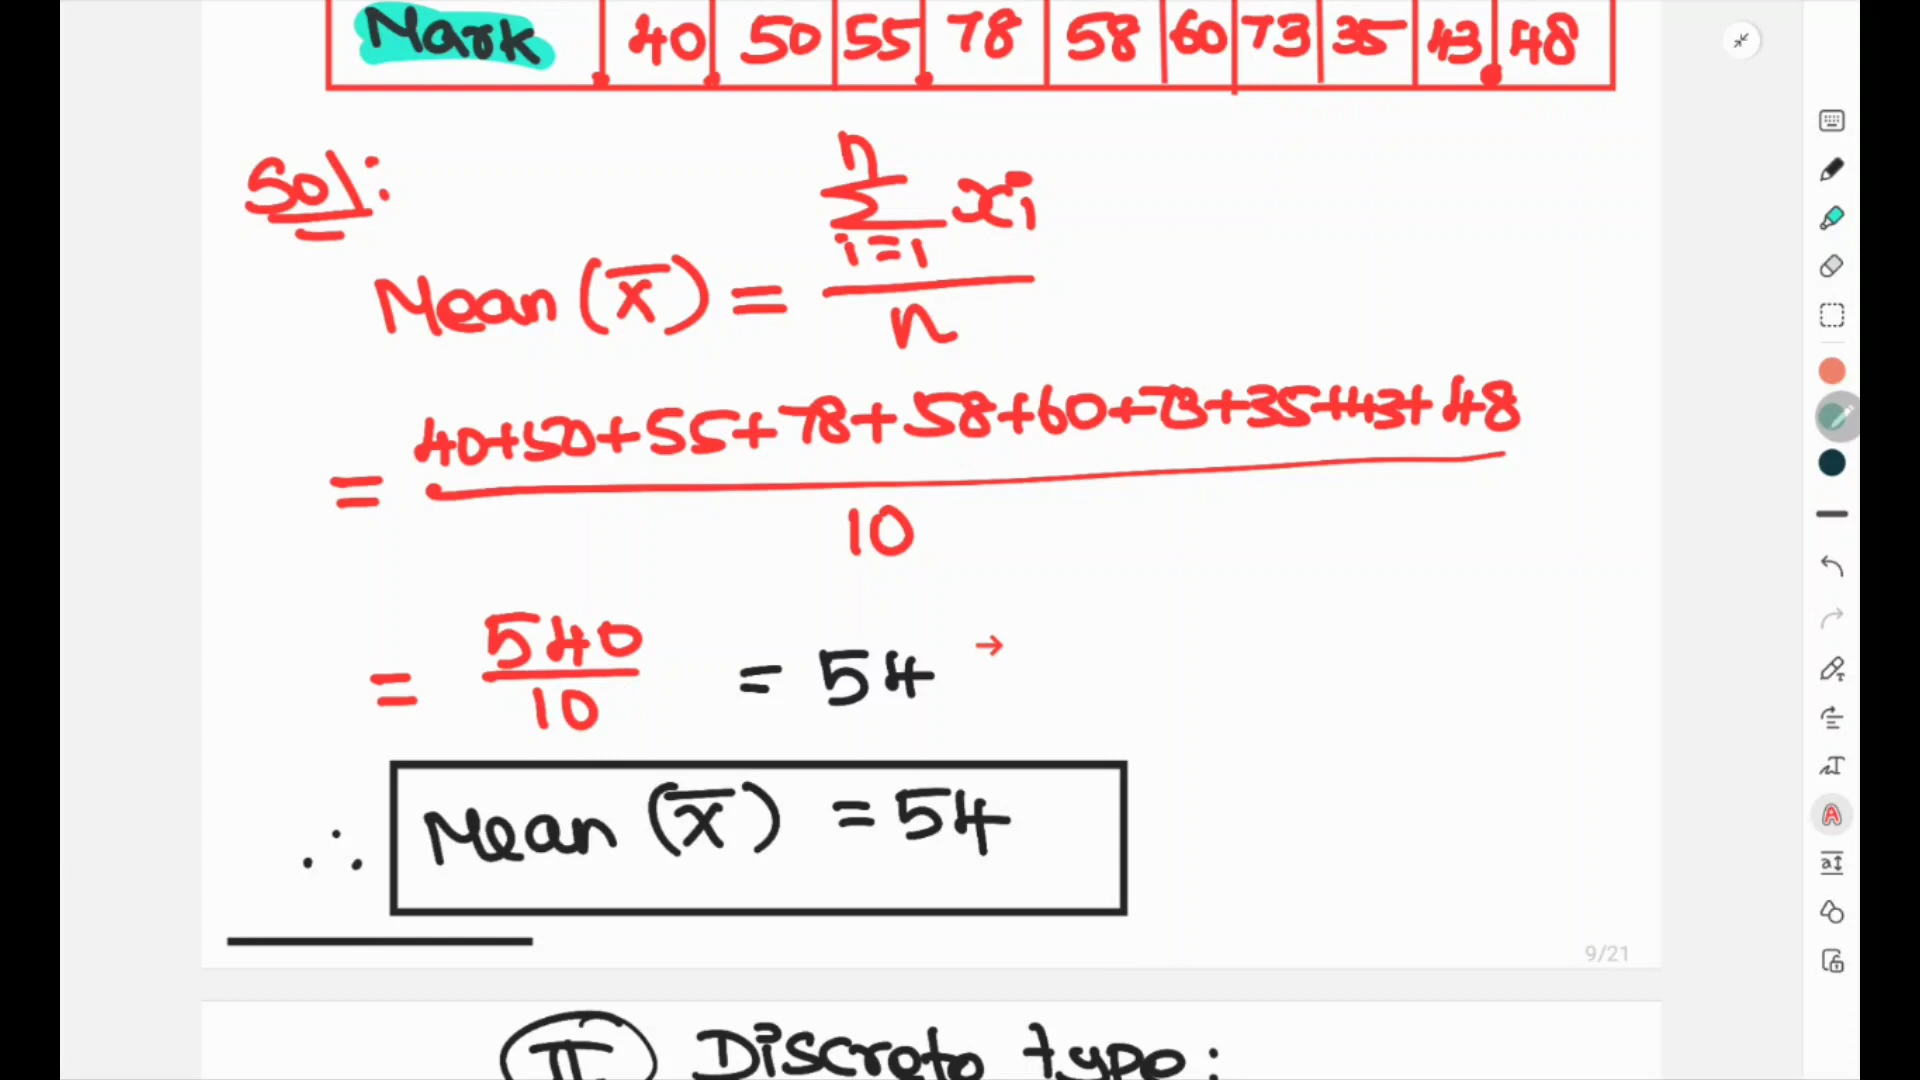 Mark 40 50 55 78 58 60 73 35 43 48
Sol:
Mean (x̄) = n Σ i=1 xi / n
= 40+50+55+78+58+60+73+35+43+48 / 10
= 540/10 = 54 →
∴ Mean (x̄) = 54
9/21
II Discrete type: